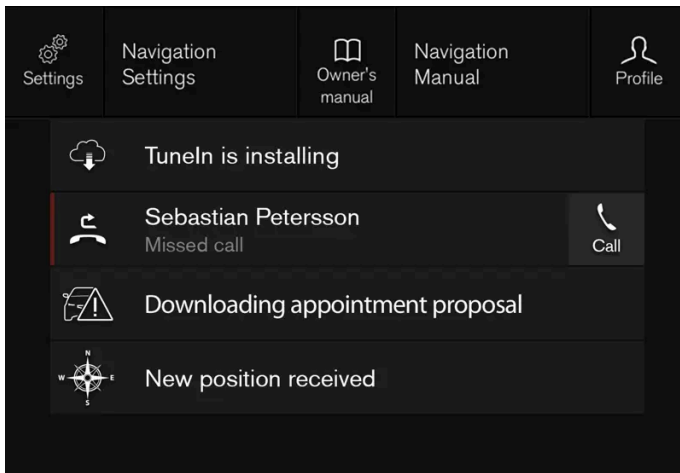 Settings
Navigation
Settings
Owner's
manual
Navigation
Manual
Profile
TuneIn is installing
Sebastian Petersson
Missed call
Call
Downloading appointment proposal
N
W
E
S
New position received